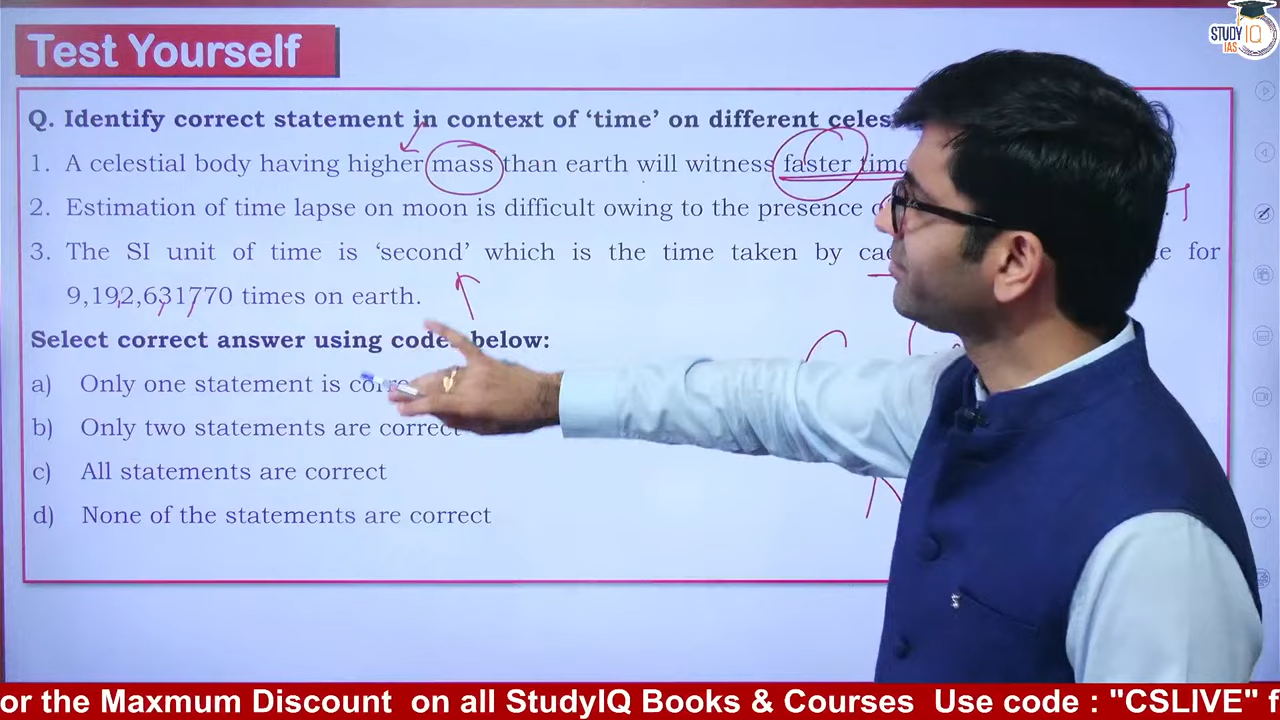 STUDY IQ
IAS
Test Yourself
Q. Identify correct statement in context of ‘time’ on different
1. A celestial body having higher mass than earth will witness faster time
2. Estimation of time lapse on moon is difficult owing to the presence
3. The SI unit of time is ‘second’ which is the time taken by for
9,192,631770 times on earth.
Select correct answer using codes below:
a) Only one statement is correct
b) Only two statements are correct
c) All statements are correct
d) None of the statements are correct
or the Maxmum Discount on all StudyIQ Books & Courses Use code : "CSLIVE" f